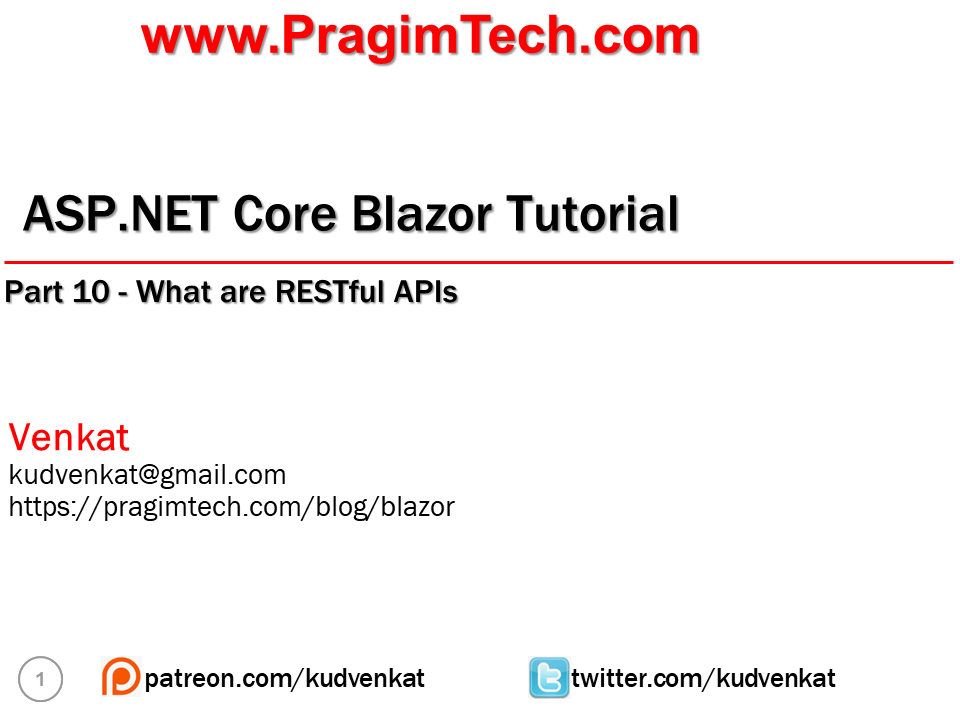 www.PragimTech.com
ASP.NET Core Blazor Tutorial
Part 10 - What are RESTful APIs
Venkat
kudvenkat@gmail.com
https://pragimtech.com/blog/blazor
1 patreon.com/kudvenkat twitter.com/kudvenkat